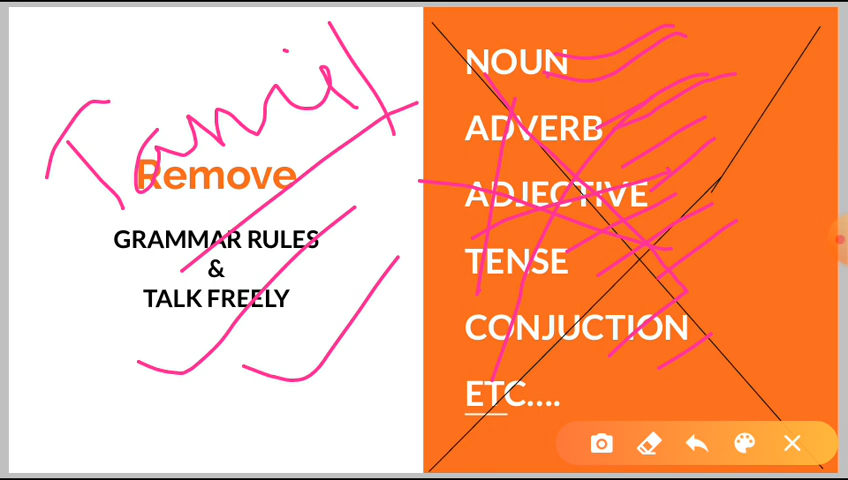 Tamil
Remove
GRAMMAR RULES
&
TALK FREELY
NOUN
ADVERB
ADJECTIVE
TENSE
CONJUCTION
ETC....